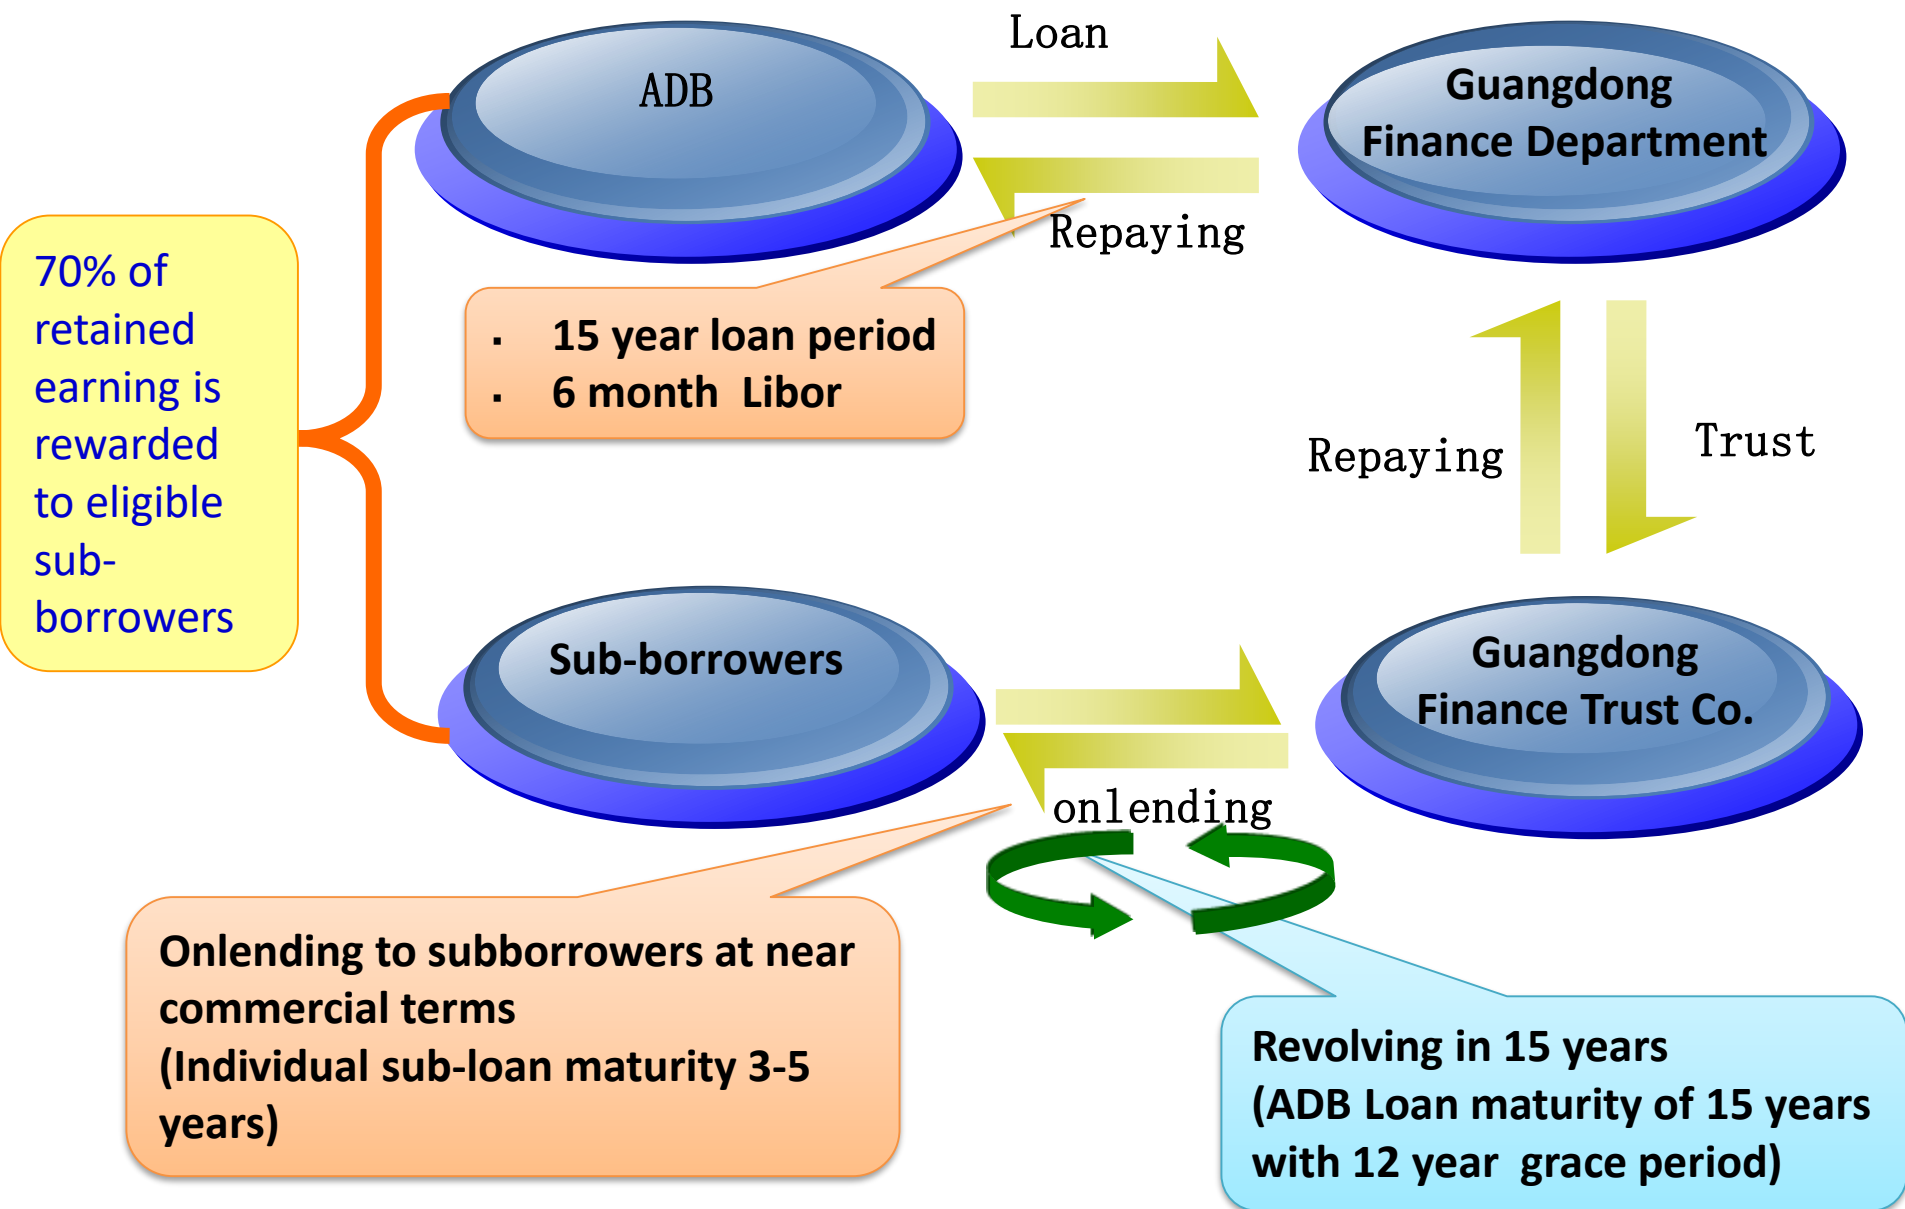 Loan
ADB
Guangdong
Finance Department
Repaying
70% of
retained
earning is
rewarded
to eligible
sub-
borrowers
▪ 15 year loan period
▪ 6 month Libor
Repaying
Trust
Sub-borrowers
Guangdong
Finance Trust Co.
onlending
Onlending to subborrowers at near
commercial terms
(Individual sub-loan maturity 3-5
years)
Revolving in 15 years
(ADB Loan maturity of 15 years
with 12 year grace period)